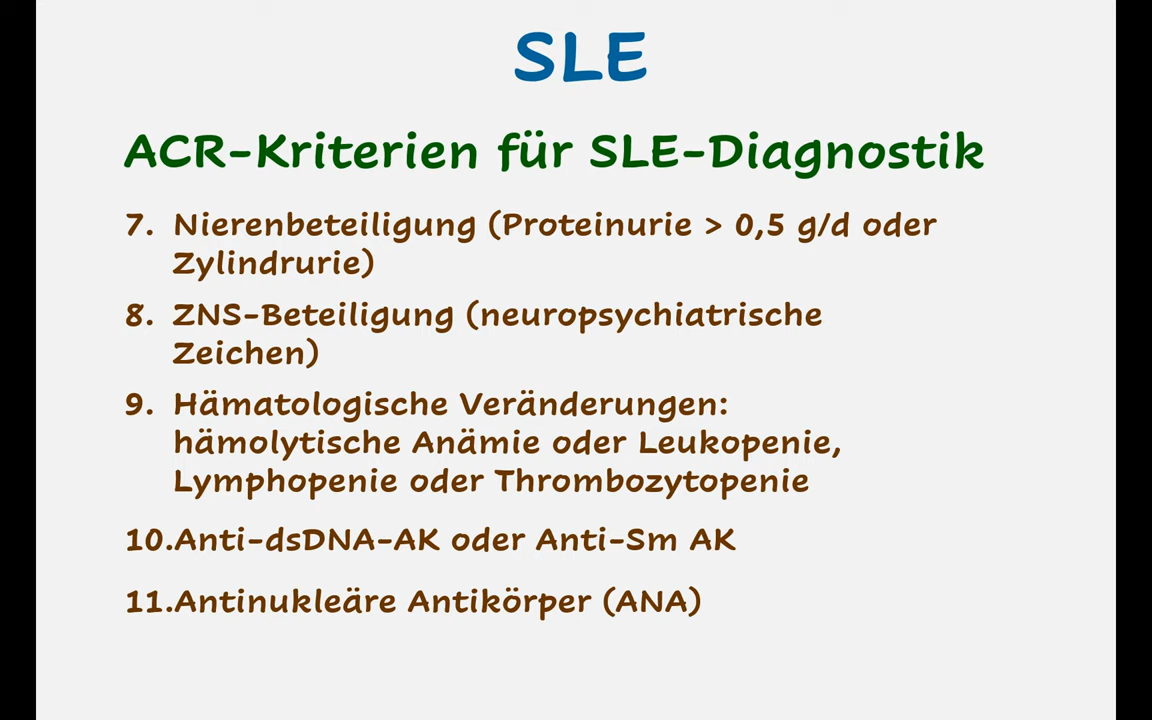 SLE
ACR-Kriterien für SLE-Diagnostik
7. Nierenbeteiligung (Proteinurie > 0,5 g/d oder
Zylindrurie)
8. ZNS-Beteiligung (neuropsychiatrische
Zeichen)
9. Hämatologische Veränderungen:
hämolytische Anämie oder Leukopenie,
Lymphopenie oder Thrombozytopenie
10.Anti-dsDNA-AK oder Anti-Sm AK
11.Antinukleäre Antikörper (ANA)